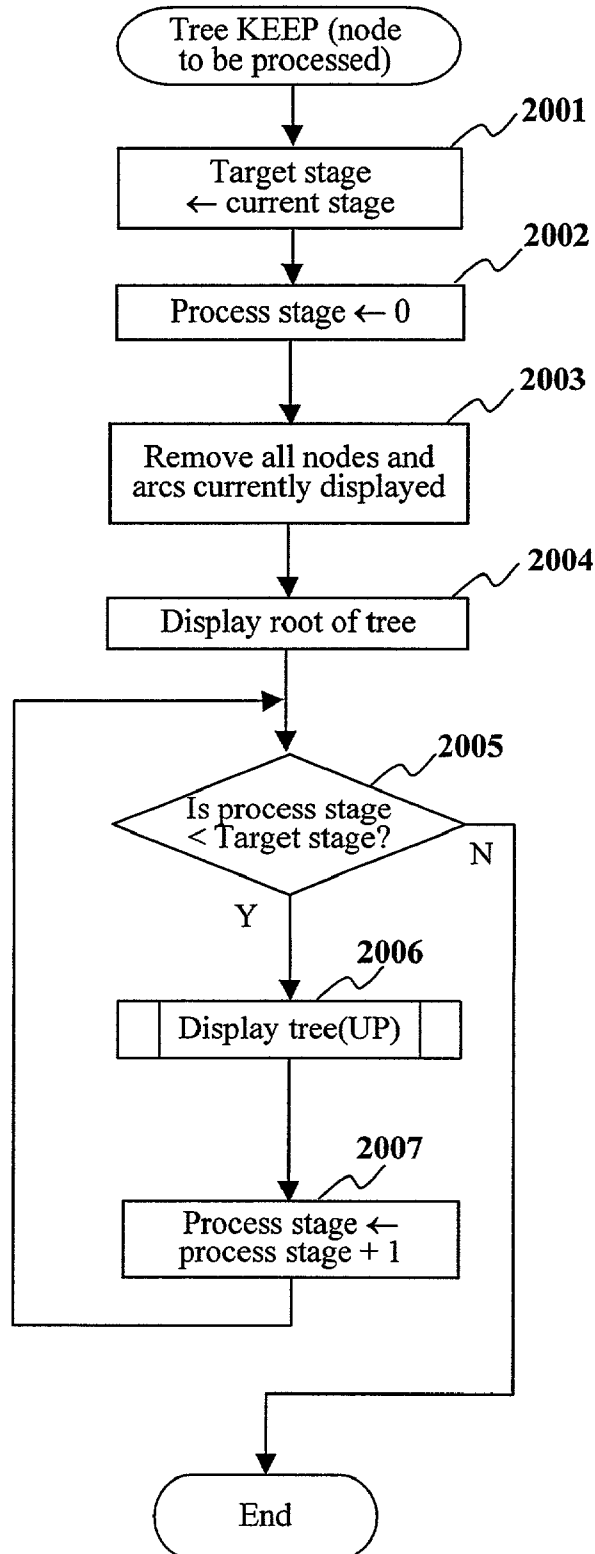 Tree KEEP (node
to be processed)
2001
Target stage
← current stage
2002
Process stage ← 0
2003
Remove all nodes and
arcs currently displayed
2004
Display root of tree
2005
Is process stage
< Target stage?
N
Y
2006
Display tree(UP)
2007
Process stage ←
process stage + 1
End